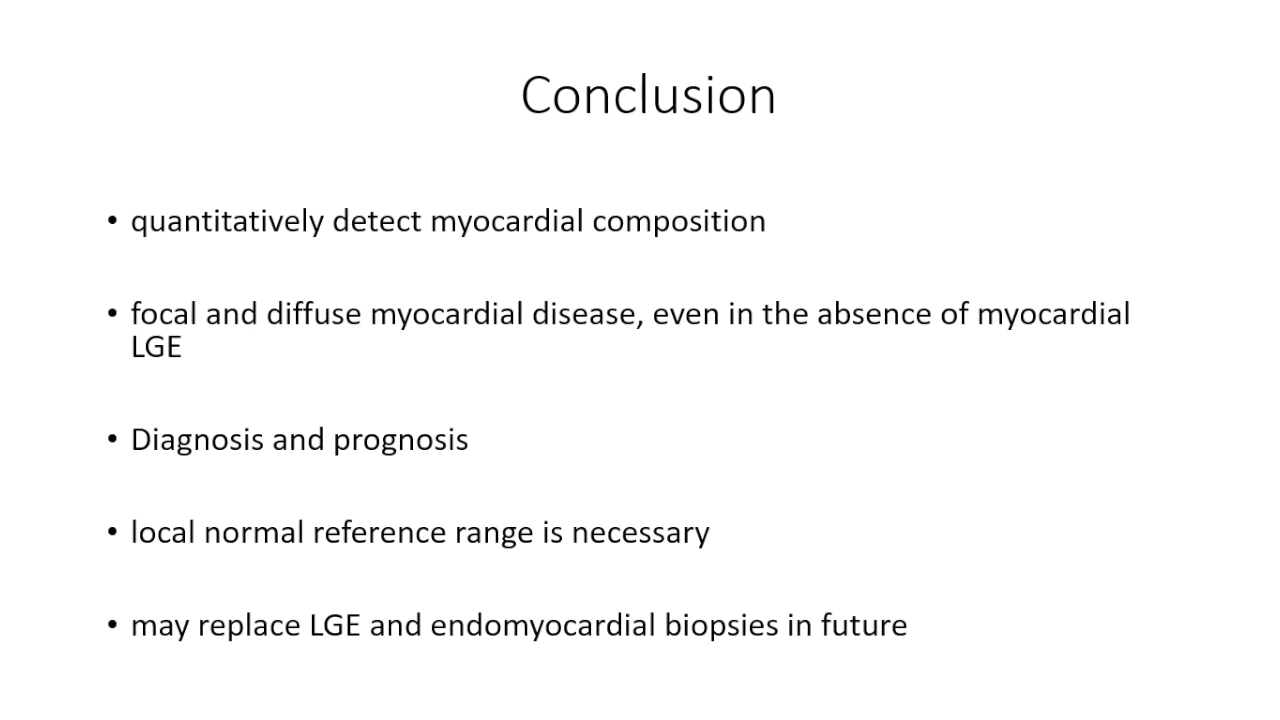 Conclusion
• quantitatively detect myocardial composition
• focal and diffuse myocardial disease, even in the absence of myocardial
LGE
• Diagnosis and prognosis
• local normal reference range is necessary
• may replace LGE and endomyocardial biopsies in future